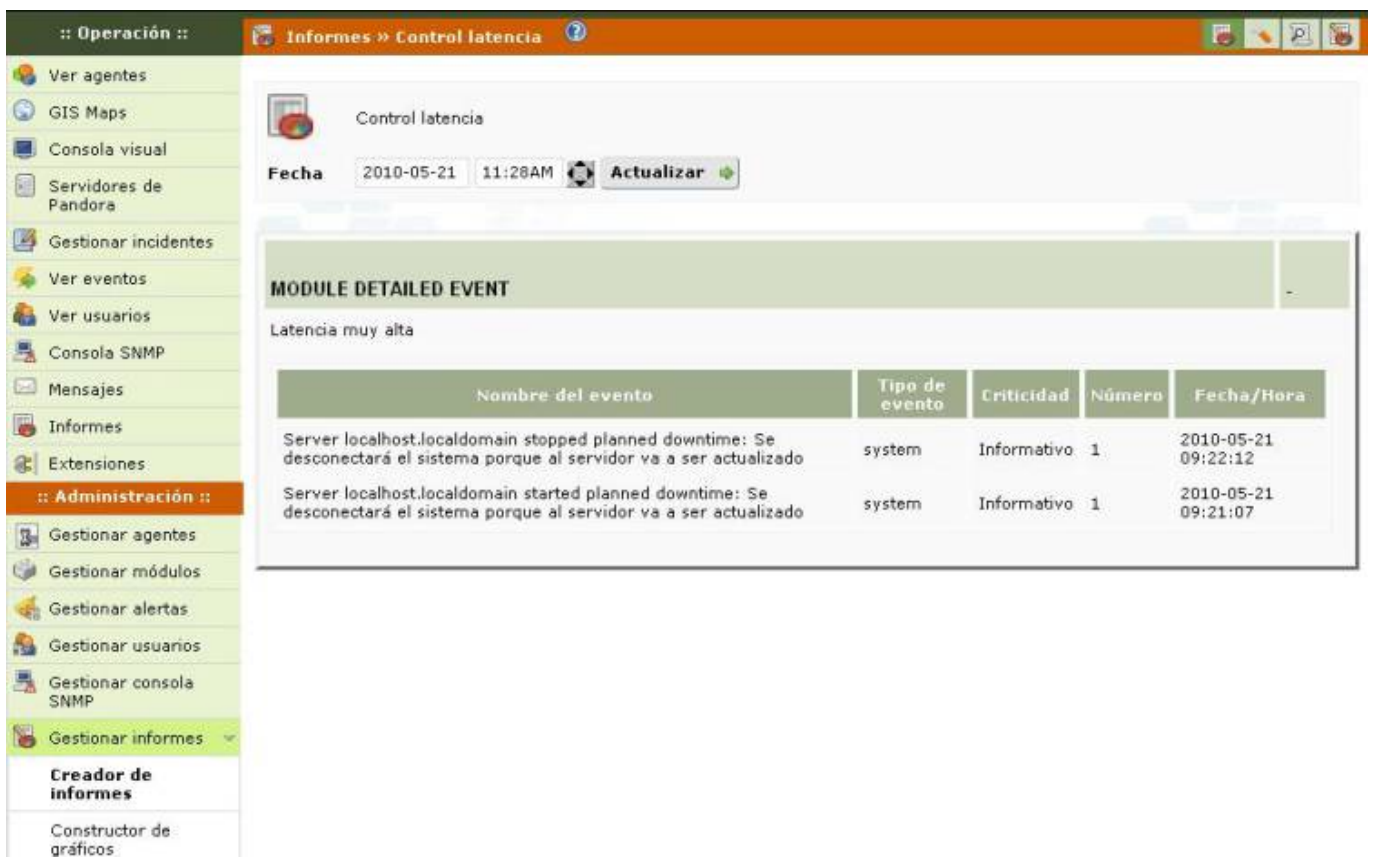 :: Operación ::
Ver agentes
GIS Maps
Consola visual
Servidores de
Pandora
Gestionar incidentes
Ver eventos
Ver usuarios
Consola SNMP
Mensajes
Informes
Extensiones
:: Administración ::
Gestionar agentes
Gestionar módulos
Gestionar alertas
Gestionar usuarios
Gestionar consola
SNMP
Gestionar informes
Creador de
informes
Constructor de
gráficos
Informes » Control latencia
Control latencia
Fecha 2010-05-21 11:28AM Actualizar
MODULE DETAILED EVENT -
Latencia muy alta
Nombre del evento Tipo de evento Criticidad Número Fecha/Hora
Server localhost.localdomain stopped planned downtime: Se
desconectará el sistema porque al servidor va a ser actualizado
system Informativo 1 2010-05-21
09:22:12
Server localhost.localdomain started planned downtime: Se
desconectará el sistema porque al servidor va a ser actualizado
system Informativo 1 2010-05-21
09:21:07